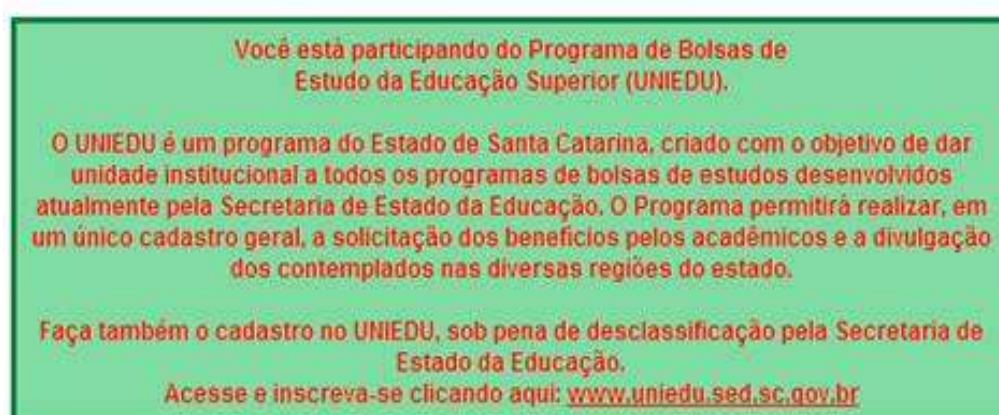 Você está participando do Programa de Bolsas de
Estudo da Educação Superior (UNIEDU).
O UNIEDU é um programa do Estado de Santa Catarina, criado com o objetivo de dar
unidade institucional a todos os programas de bolsas de estudos desenvolvidos
atualmente pela Secretaria de Estado da Educação. O Programa permitirá realizar, em
um único cadastro geral, a solicitação dos benefícios pelos acadêmicos e a divulgação
dos contemplados nas diversas regiões do estado.
Faça também o cadastro no UNIEDU, sob pena de desclassificação pela Secretaria de
Estado da Educação.
Acesse e inscreva-se clicando aqui: www.uniedu.sed.sc.gov.br